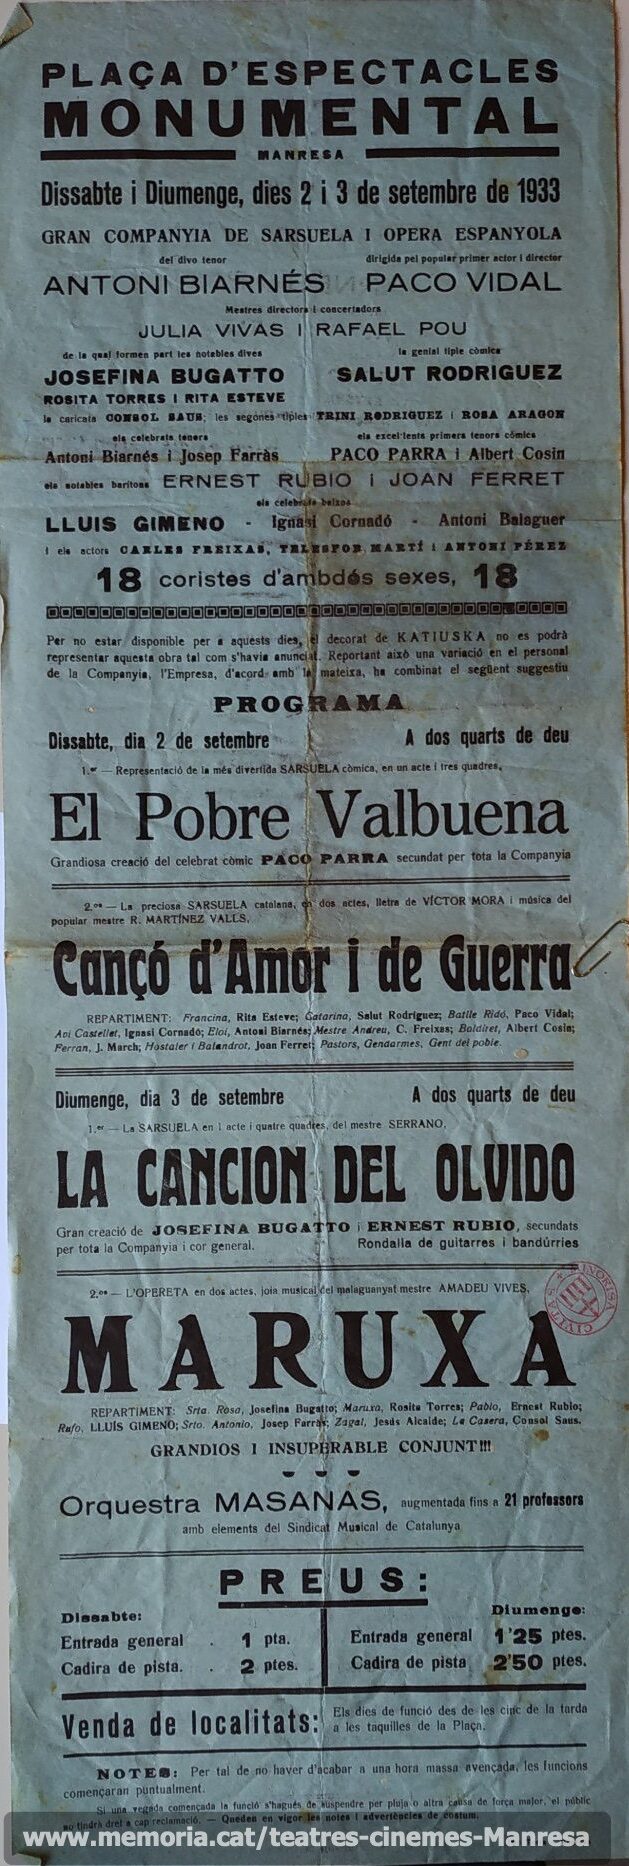 PLAÇA D'ESPECTACLES
MONUMENTAL
MANRESA
Dissabte i Diumenge, dies 2 i 3 de setembre de 1933
GRAN COMPANYIA DE SARSUELA I OPERA ESPANYOLA
del divo tenor
ANTONI BIARNÉS
dirigida pel popular primer actor i director
PACO VIDAL
Mestres directors i concertadors
JULIA VIVAS I RAFAEL POU
de la qual formen part les notables dives
JOSEFINA BUGATTO
ROSITA TORRES I RITA ESTEVE
la genial tiple còmica
SALUT RODRIGUEZ
la caricata CONSOL SAUS; les segones tiples TRINI RODRIGUEZ i ROSA ARAGON
els celebrats tenors
Antoni Biarnés i Josep Farràs
els excel·lents primers tenors còmics
PACO PARRA i Albert Cosin
els notables barítons ERNEST RUBIO i JOAN FERRET
els celebrats baixos
LLUIS GIMENO - Ignasi Cornadó - Antoni Balaguer
i els actors CARLES FREIXAS, TELESFOR MARTÍ i ANTONI PÉREZ
18 coristes d'ambdós sexes, 18
Per no estar disponible per a aquests dies, el decorat de KATIUSKA no es podrà
representar aquesta obra tal com s'havia anunciat. Reportant això una variació en el personal
de la Companyia, l'Empresa, d'acord amb la mateixa, ha combinat el següent suggestiu
PROGRAMA
Dissabte, dia 2 de setembre A dos quarts de deu
1.er — Representació de la més divertida SARSUELA còmica, en un acte i tres quadres,
El Pobre Valbuena
Grandiosa creació del celebrat còmic PACO PARRA secundat per tota la Companyia
2.on — La preciosa SARSUELA catalana, en dos actes, lletra de VÍCTOR MORA i música del
popular mestre R. MARTÍNEZ VALLS,
Cançó d'Amor i de Guerra
REPARTIMENT: Francina, Rita Esteve; Catarina, Salut Rodríguez; Batlle Ridó, Paco Vidal;
Avi Castellet, Ignasi Cornadó; Eloi, Antoni Biarnés; Mestre Andreu, C. Freixas; Baldiret, Albert Cosin;
Ferran, J. March; Hostaler i Balandrot, Joan Ferret; Pastors, Gendarmes, Gent del poble.
Diumenge, dia 3 de setembre A dos quarts de deu
1.er — La SARSUELA en 1 acte i quatre quadres, del mestre SERRANO,
LA CANCION DEL OLVIDO
Gran creació de JOSEFINA BUGATTO i ERNEST RUBIO, secundats
per tota la Companyia i cor general. Rondalla de guitarres i bandúrries
2.on — L'OPERETA en dos actes, joia musical del malaguanyat mestre AMADEU VIVES,
MINORISA CIVITAS
MARUXA
REPARTIMENT: Srta. Rosa, Josefina Bugatto; Maruxa, Rosita Torres; Pablo, Ernest Rubio;
Rufo, LLUÍS GIMENO; Srto. Antonio, Josep Farràs; Zagal, Jesús Alcalde; La Casera, Consol Saus.
GRANDIOS I INSUPERABLE CONJUNT!!!
Orquestra MASANAS, augmentada fins a 21 professors
amb elements del Sindicat Musical de Catalunya
PREUS:
Dissabte:
Entrada general . 1 pta.
Cadira de pista. . 2 ptes.
Diumenge:
Entrada general 1'25 ptes.
Cadira de pista 2'50 ptes.
Venda de localitats: Els dies de funció des de les cinc de la tarda
a les taquilles de la Plaça.
NOTES: Per tal de no haver d'acabar a una hora massa avençada, les funcions
començaran puntualment.
Si una vegada començada la funció s'hagués de suspendre per pluja o altra causa de força major, el públic
no tindrà dret a cap reclamació. — Queden en vigor les notes i advertències de costum.
www.memoria.cat/teatres-cinemes-Manresa